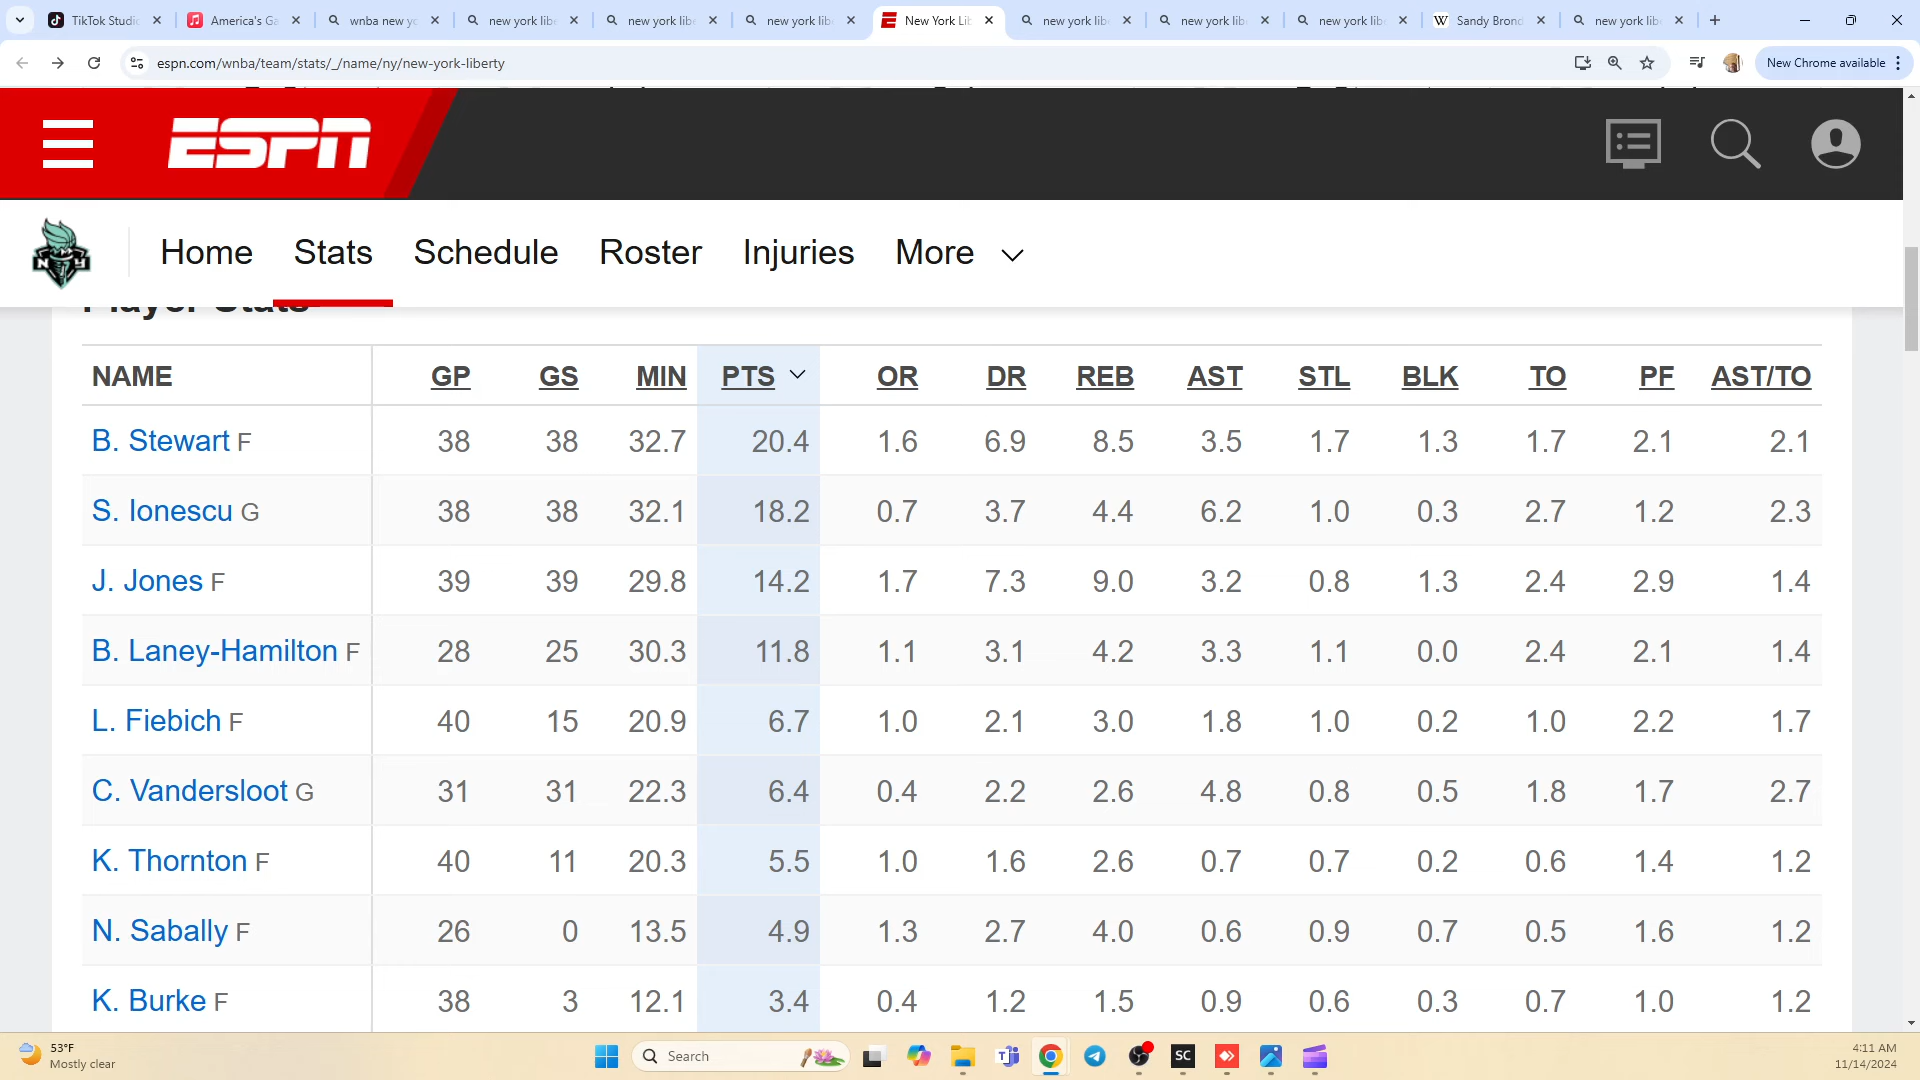 TikTok Studi
America's Ga
wnba new yo
new york libe
new york libe
new york libe
New York Lib
new york lib
new york libe
new york libe
Sandy Brond
new york lib
espn.com/wnba/team/stats/_/name/ny/new-york-liberty
New Chrome available
ESPN
NY
Home Stats Schedule Roster Injuries More
Player Stats
NAME GP GS MIN PTS OR DR REB AST STL BLK TO PF AST/TO
B. Stewart F 38 38 32.7 20.4 1.6 6.9 8.5 3.5 1.7 1.3 1.7 2.1 2.1
S. Ionescu G 38 38 32.1 18.2 0.7 3.7 4.4 6.2 1.0 0.3 2.7 1.2 2.3
J. Jones F 39 39 29.8 14.2 1.7 7.3 9.0 3.2 0.8 1.3 2.4 2.9 1.4
B. Laney-Hamilton F 28 25 30.3 11.8 1.1 3.1 4.2 3.3 1.1 0.0 2.4 2.1 1.4
L. Fiebich F 40 15 20.9 6.7 1.0 2.1 3.0 1.8 1.0 0.2 1.0 2.2 1.7
C. Vandersloot G 31 31 22.3 6.4 0.4 2.2 2.6 4.8 0.8 0.5 1.8 1.7 2.7
K. Thornton F 40 11 20.3 5.5 1.0 1.6 2.6 0.7 0.7 0.2 0.6 1.4 1.2
N. Sabally F 26 0 13.5 4.9 1.3 2.7 4.0 0.6 0.9 0.7 0.5 1.6 1.2
K. Burke F 38 3 12.1 3.4 0.4 1.2 1.5 0.9 0.6 0.3 0.7 1.0 1.2
53°F
Mostly clear
Search
SC
4:11 AM
11/14/2024